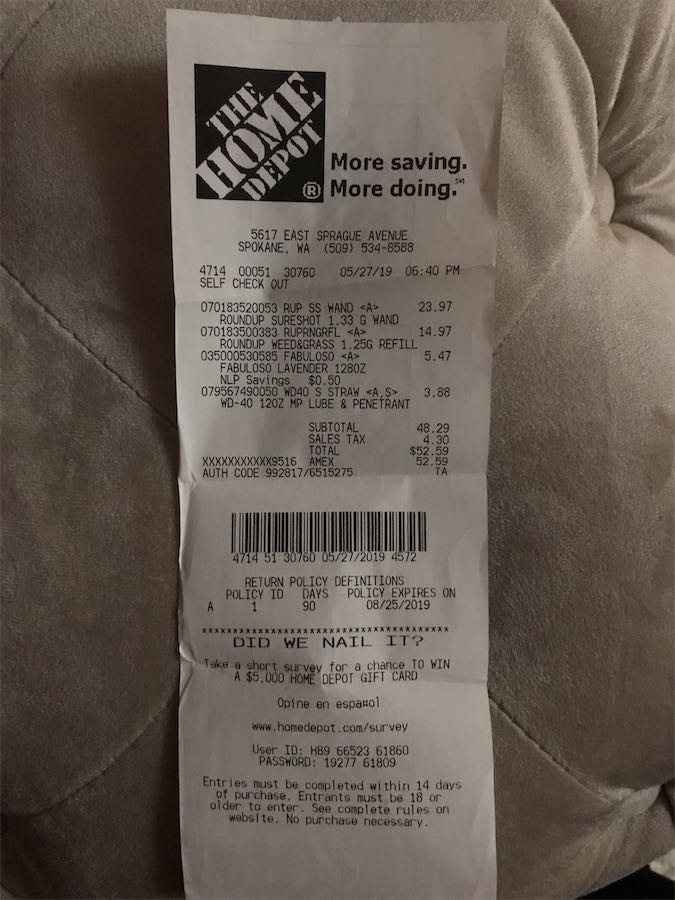 THE
HOME
DEPOT
®
More saving.
More doing.℠
5617 EAST SPRAGUE AVENUE
SPOKANE, WA (509) 534-8588
4714 00051 30760 05/27/19 06:40 PM
SELF CHECK OUT
070183520053 RUP SS WAND <A> 23.97
ROUNDUP SURESHOT 1.33 G WAND
070183500383 RUPRNGRFL <A> 14.97
ROUNDUP WEED&GRASS 1.25G REFILL
035000530585 FABULOSO <A> 5.47
FABULOSO LAVENDER 128OZ
NLP Savings $0.50
079567490050 WD40 S STRAW <A,S> 3.88
WD-40 12OZ MP LUBE & PENETRANT
SUBTOTAL 48.29
SALES TAX 4.30
TOTAL $52.59
XXXXXXXXXXX9516 AMEX 52.59
AUTH CODE 992817/6515275 TA
4714 51 30760 05/27/2019 4572
RETURN POLICY DEFINITIONS
POLICY ID DAYS POLICY EXPIRES ON
A 1 90 08/25/2019
DID WE NAIL IT?
Take a short survey for a chance TO WIN
A $5,000 HOME DEPOT GIFT CARD
Opine en español
www.homedepot.com/survey
User ID: H89 66523 61860
PASSWORD: 19277 61809
Entries must be completed within 14 days
of purchase. Entrants must be 18 or
older to enter. See complete rules on
website. No purchase necessary.